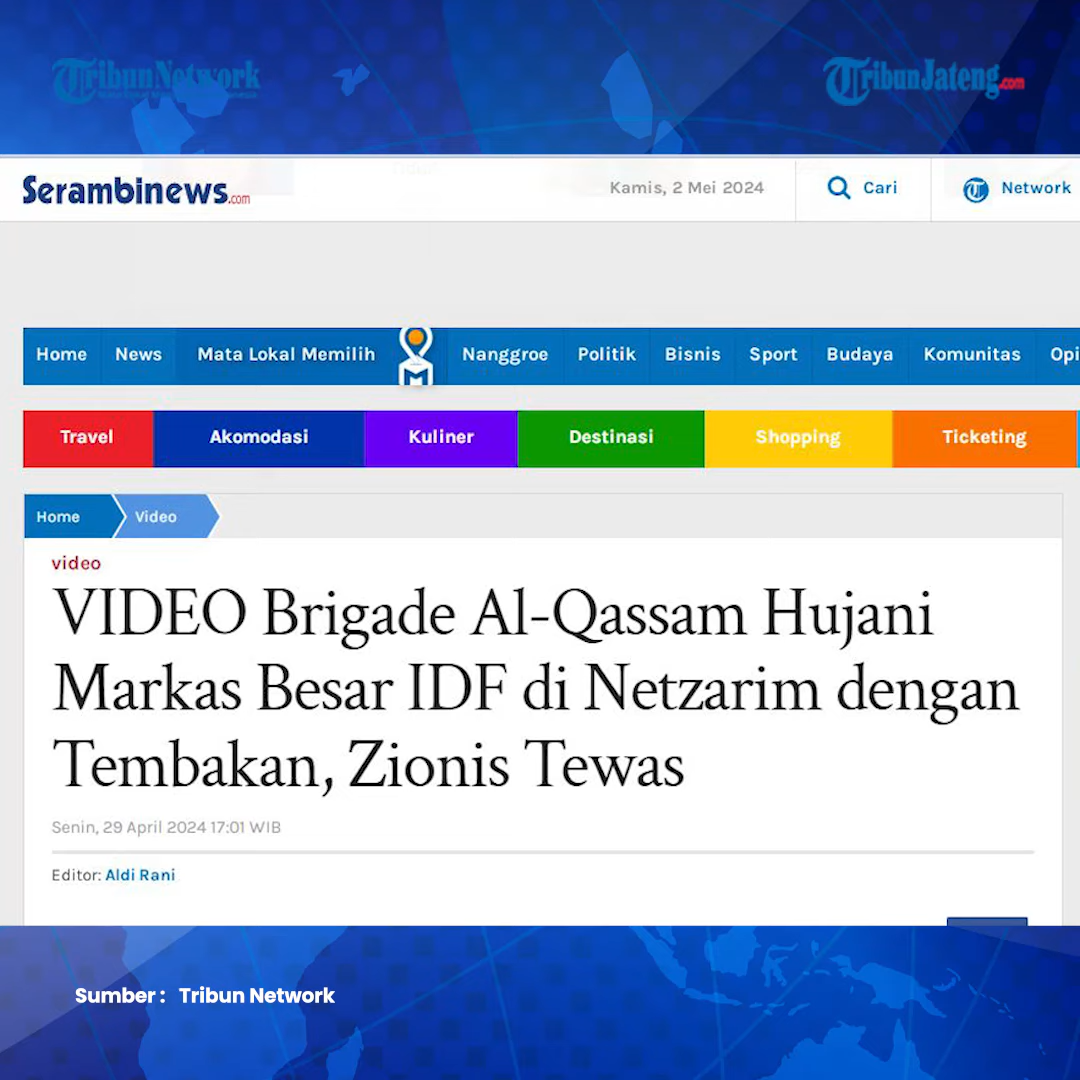 TribunNetwork
TribunJateng.com
Serambinews.com
Kamis, 2 Mei 2024
Cari
Network
Home News Mata Lokal Memilih Nanggroe Politik Bisnis Sport Budaya Komunitas Opi
Travel Akomodasi Kuliner Destinasi Shopping Ticketing
Home Video
video
VIDEO Brigade Al-Qassam Hujani
Markas Besar IDF di Netzarim dengan
Tembakan, Zionis Tewas
Senin, 29 April 2024 17:01 WIB
Editor: Aldi Rani
Sumber : Tribun Network